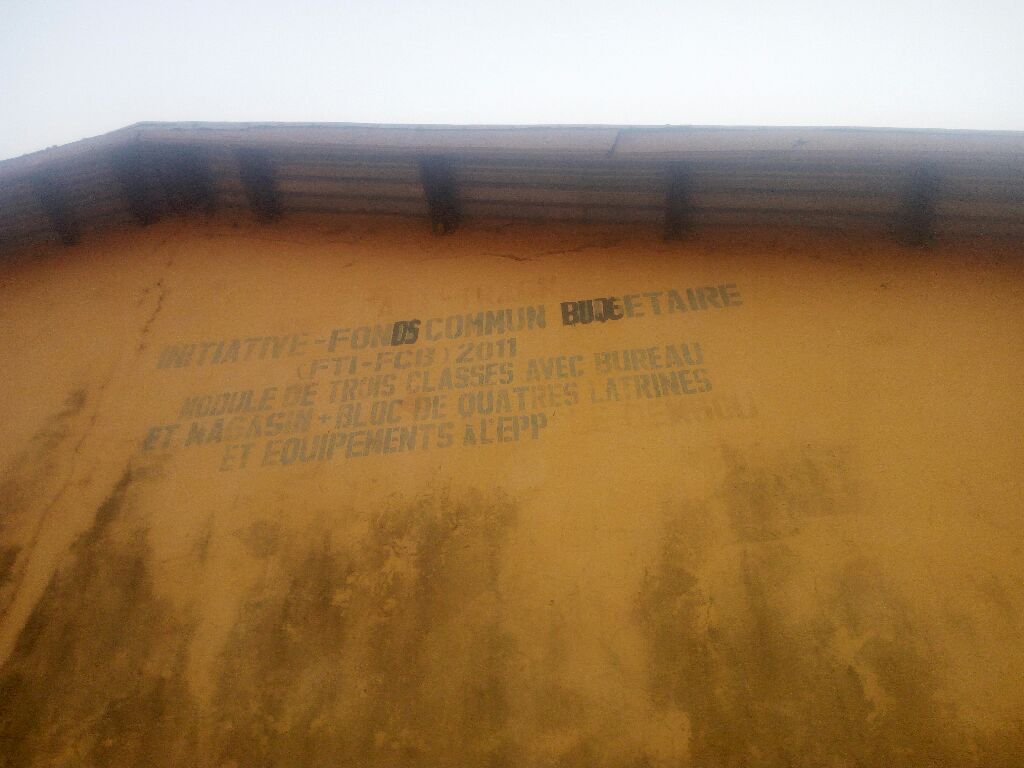 INITIATIVE-FONDS COMMUN BUDGETAIRE
(FTI-FCB) 2011
MODULE DE TROIS CLASSES AVEC BUREAU
ET MAGASIN + BLOC DE QUATRES LATRINES
ET EQUIPEMENTS A L'EPP